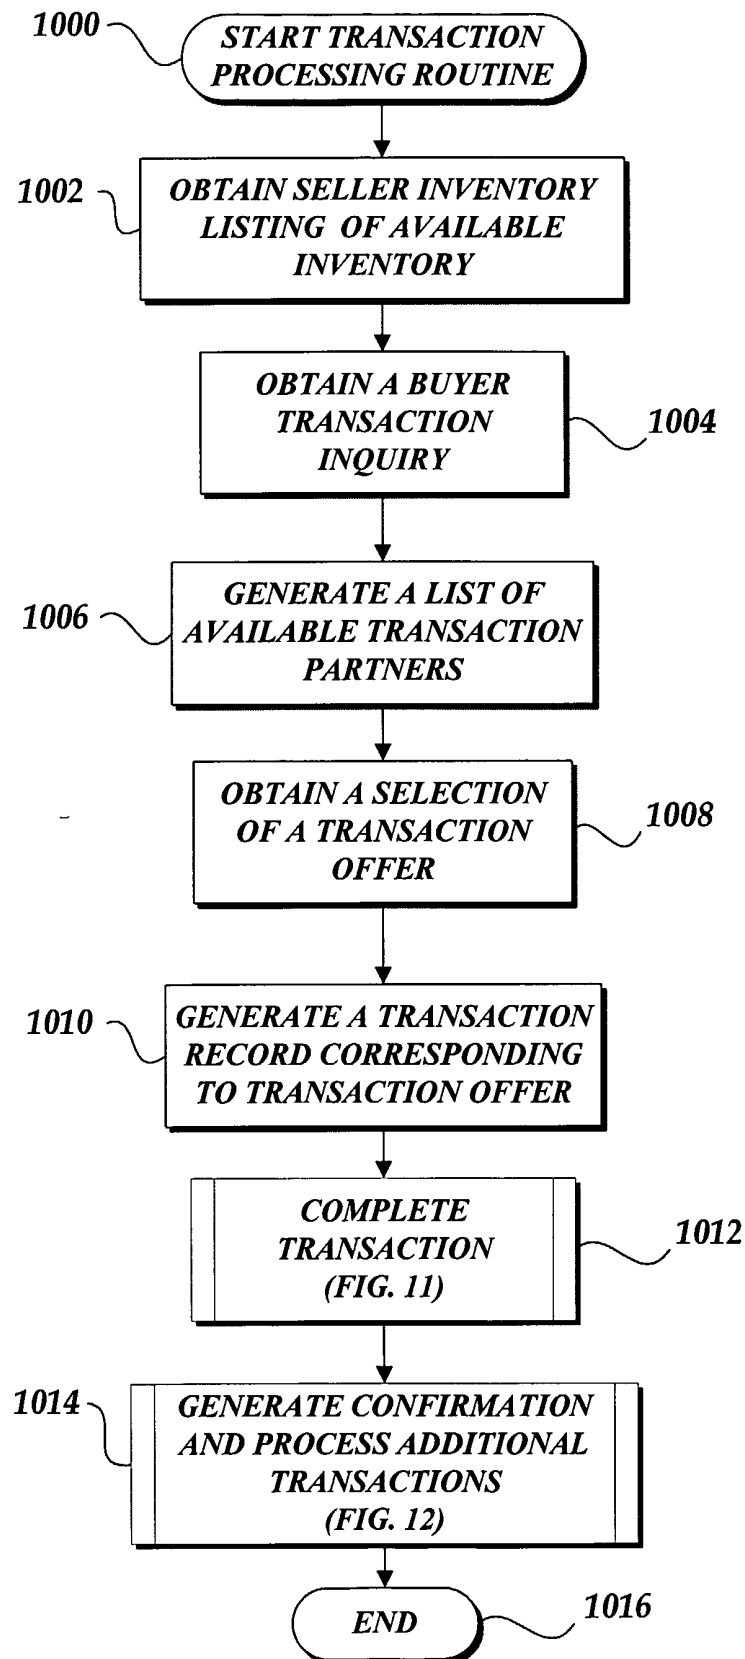 1000
START TRANSACTION
PROCESSING ROUTINE
1002
OBTAIN SELLER INVENTORY
LISTING OF AVAILABLE
INVENTORY
OBTAIN A BUYER
TRANSACTION
INQUIRY
1004
1006
GENERATE A LIST OF
AVAILABLE TRANSACTION
PARTNERS
OBTAIN A SELECTION
OF A TRANSACTION
OFFER
1008
1010
GENERATE A TRANSACTION
RECORD CORRESPONDING
TO TRANSACTION OFFER
COMPLETE
TRANSACTION
(FIG. 11)
1012
1014
GENERATE CONFIRMATION
AND PROCESS ADDITIONAL
TRANSACTIONS
(FIG. 12)
END
1016